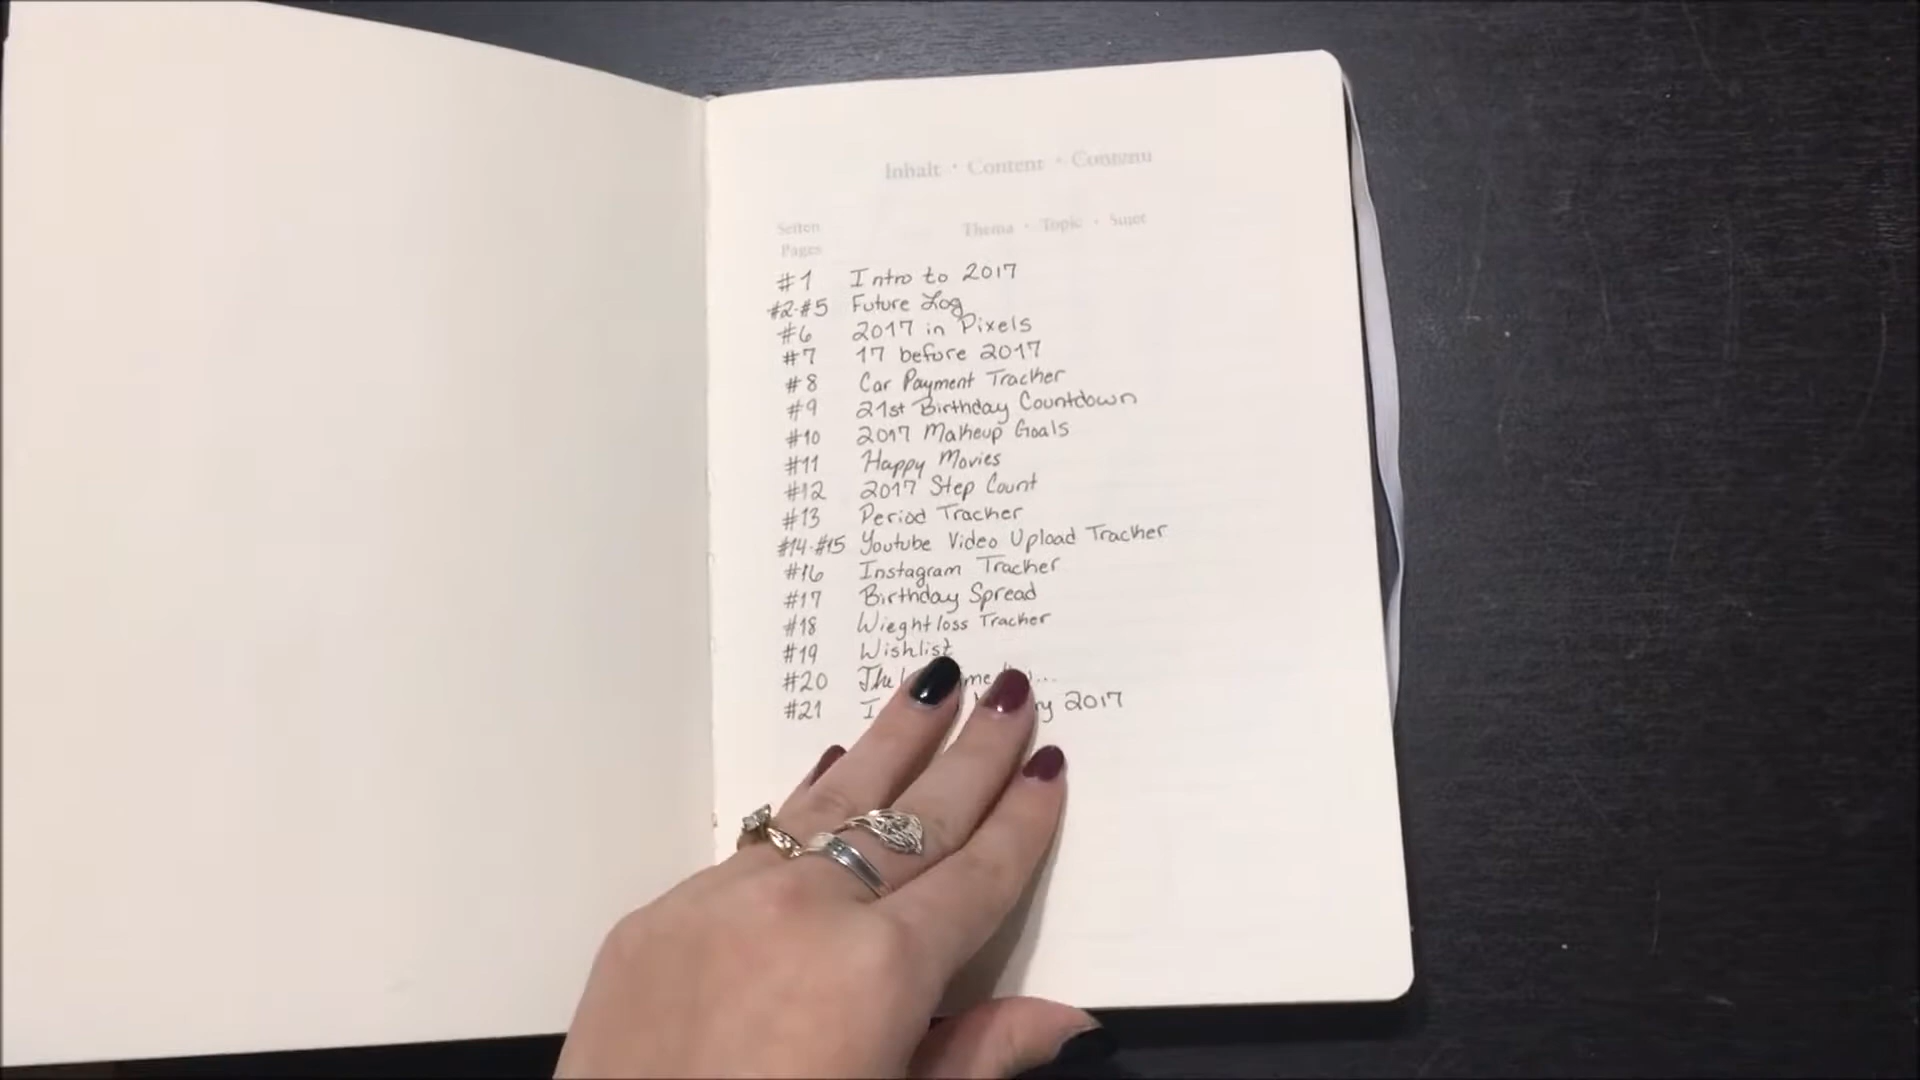 Inhalt · Content · Contenu
Seiten
Pages
Thema · Topic · Sujet
#1 Intro to 2017
#2-#5 Future Log
#6 2017 in Pixels
#7 17 before 2017
#8 Car Payment Tracker
#9 21st Birthday Countdown
#10 2017 Makeup Goals
#11 Happy Movies
#12 2017 Step Count
#13 Period Tracker
#14-#15 Youtube Video Upload Tracker
#16 Instagram Tracker
#17 Birthday Spread
#18 Wieghtloss Tracker
#19 Wishlist
#20 The
#21 2017